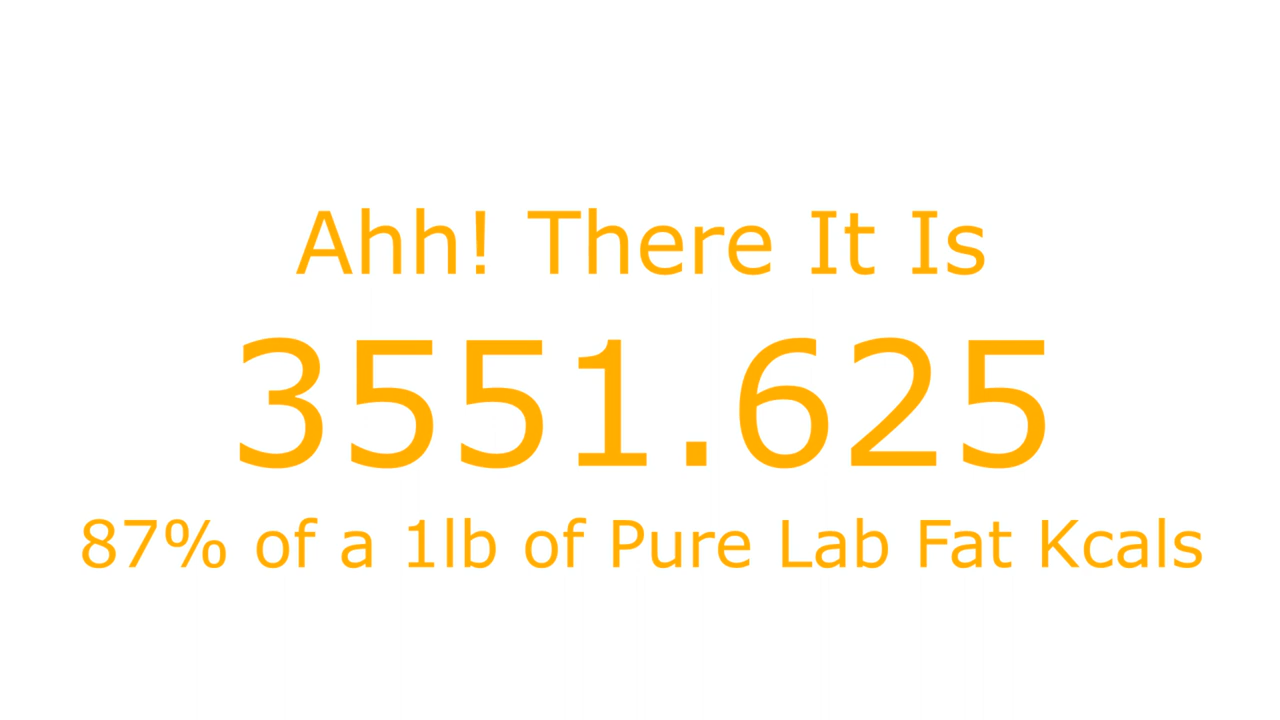 Ahh! There It Is
3551.625
87% of a 1lb of Pure Lab Fat Kcals